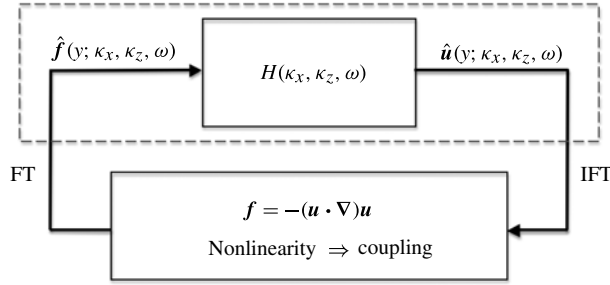 f̂(y; κx, κz, ω)
H(κx, κz, ω)
û(y; κx, κz, ω)
FT
IFT
f = −(u · ∇)u
Nonlinearity ⇒ coupling